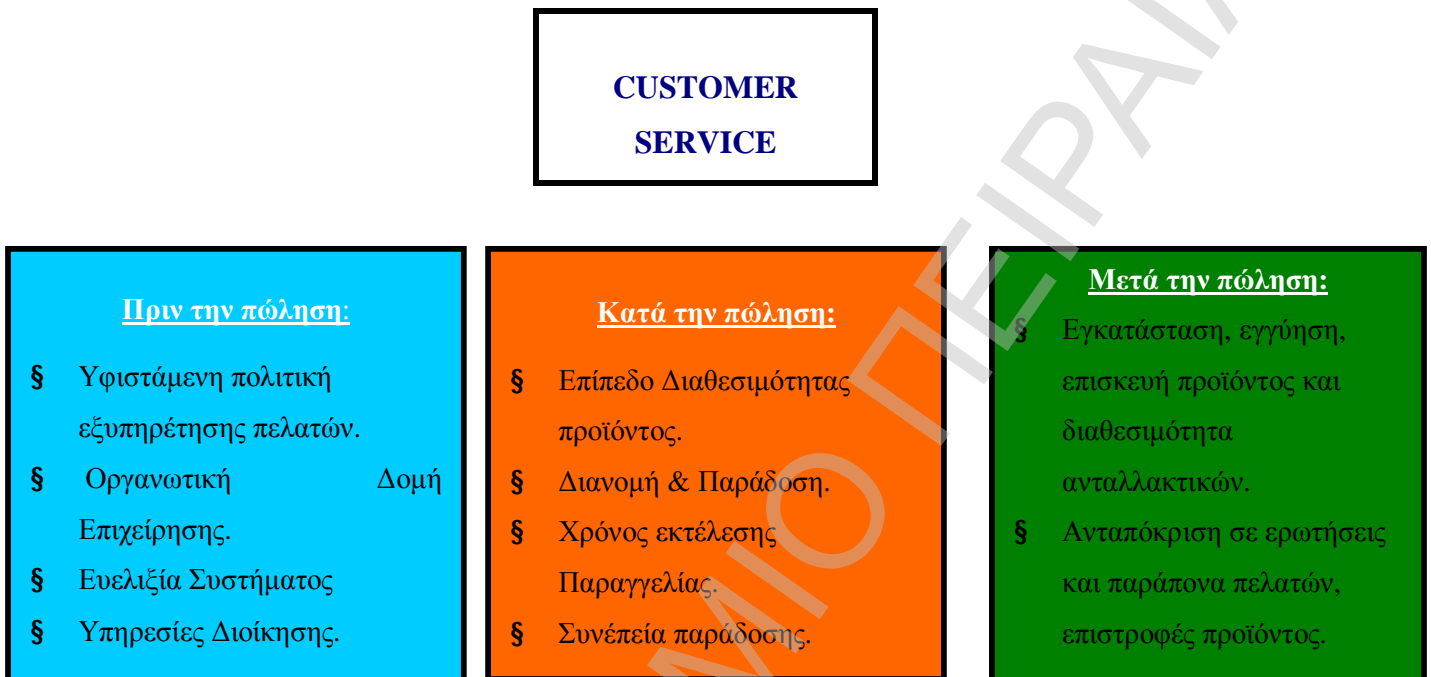 CUSTOMER
SERVICE
Πριν την πώληση:
§ Υφιστάμενη πολιτική
εξυπηρέτησης πελατών.
§ Οργανωτική Δομή
Επιχείρησης.
§ Ευελιξία Συστήματος
§ Υπηρεσίες Διοίκησης.
Κατά την πώληση:
§ Επίπεδο Διαθεσιμότητας
προϊόντος.
§ Διανομή & Παράδοση.
§ Χρόνος εκτέλεσης
Παραγγελίας.
§ Συνέπεία παράδοσης.
Μετά την πώληση:
§ Εγκατάσταση, εγγύηση,
επισκευή προϊόντος και
διαθεσιμότητα
ανταλλακτικών.
§ Ανταπόκριση σε ερωτήσεις
και παράπονα πελατών,
επιστροφές προϊόντος.